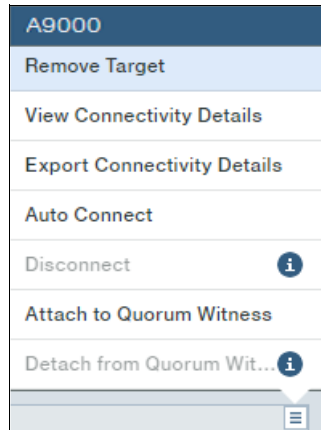 A9000
Remove Target
View Connectivity Details
Export Connectivity Details
Auto Connect
Disconnect
Attach to Quorum Witness
Detach from Quorum Wit...